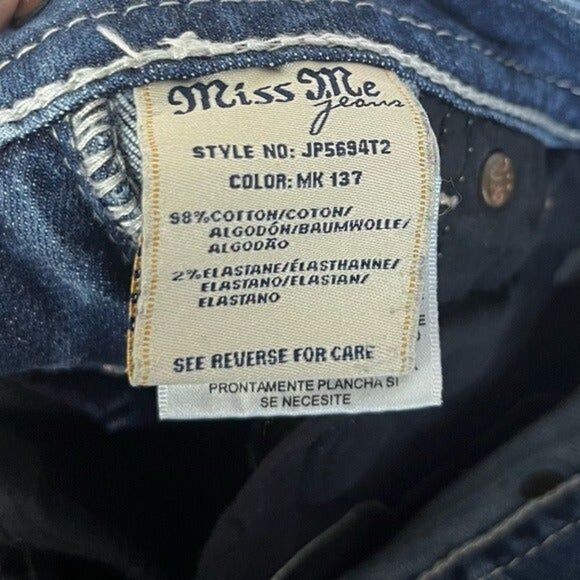 Miss Me
jeans
STYLE NO: JP5694T2
COLOR: MK 137
98%COTTON/COTON/
ALGODÓN/BAUMWOLLE/
ALGODÃO
2%ELASTANE/ÉLASTHANNE/
ELASTANO/ELASTAN/
ELASTANO
SEE REVERSE FOR CARE
E
PRONTAMENTE PLANCHA SI
SE NECESITE